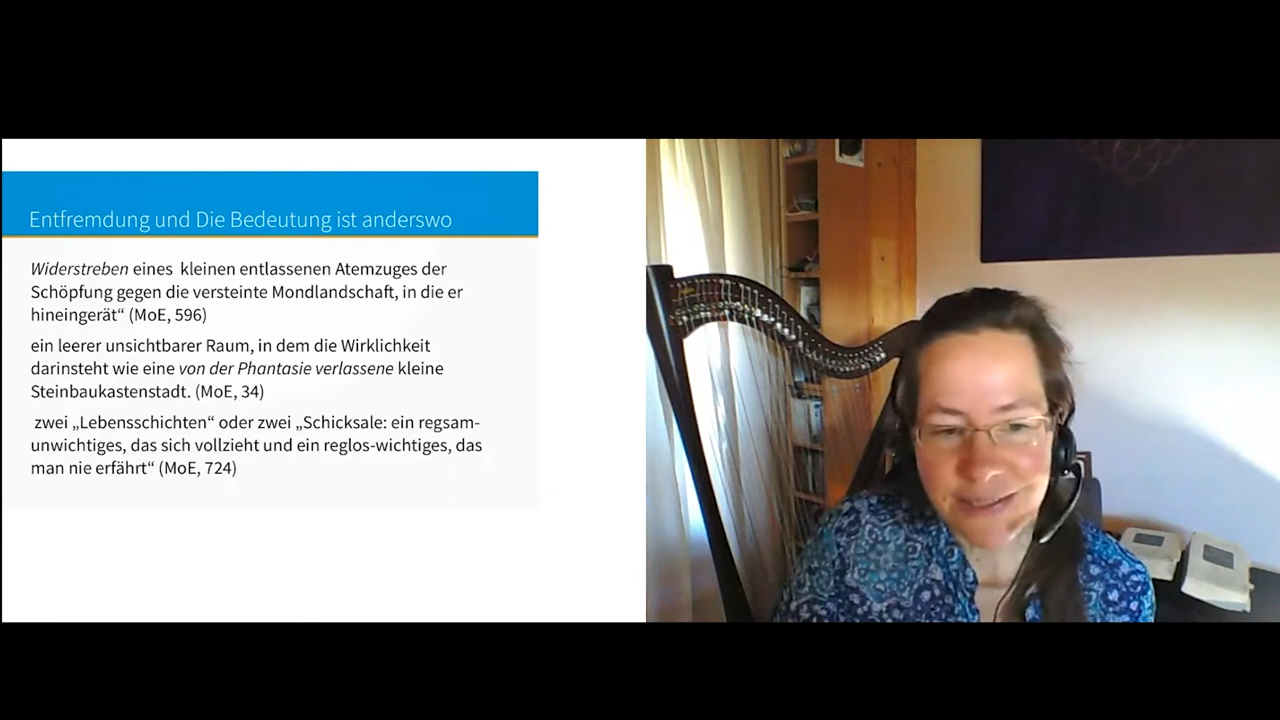 Entfremdung und Die Bedeutung ist anderswo
Widerstreben eines kleinen entlassenen Atemzuges der
Schöpfung gegen die versteinte Mondlandschaft, in die er
hineingerät“ (MoE, 596)
ein leerer unsichtbarer Raum, in dem die Wirklichkeit
darinsteht wie eine von der Phantasie verlassene kleine
Steinbaukastenstadt. (MoE, 34)
zwei „Lebensschichten“ oder zwei „Schicksale: ein regsam-
unwichtiges, das sich vollzieht und ein reglos-wichtiges, das
man nie erfährt“ (MoE, 724)